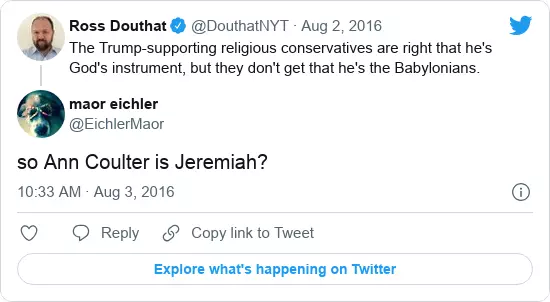 Ross Douthat @DouthatNYT · Aug 2, 2016
The Trump-supporting religious conservatives are right that he's
God's instrument, but they don't get that he's the Babylonians.
maor eichler
@EichlerMaor
so Ann Coulter is Jeremiah?
10:33 AM · Aug 3, 2016
Reply Copy link to Tweet
Explore what's happening on Twitter